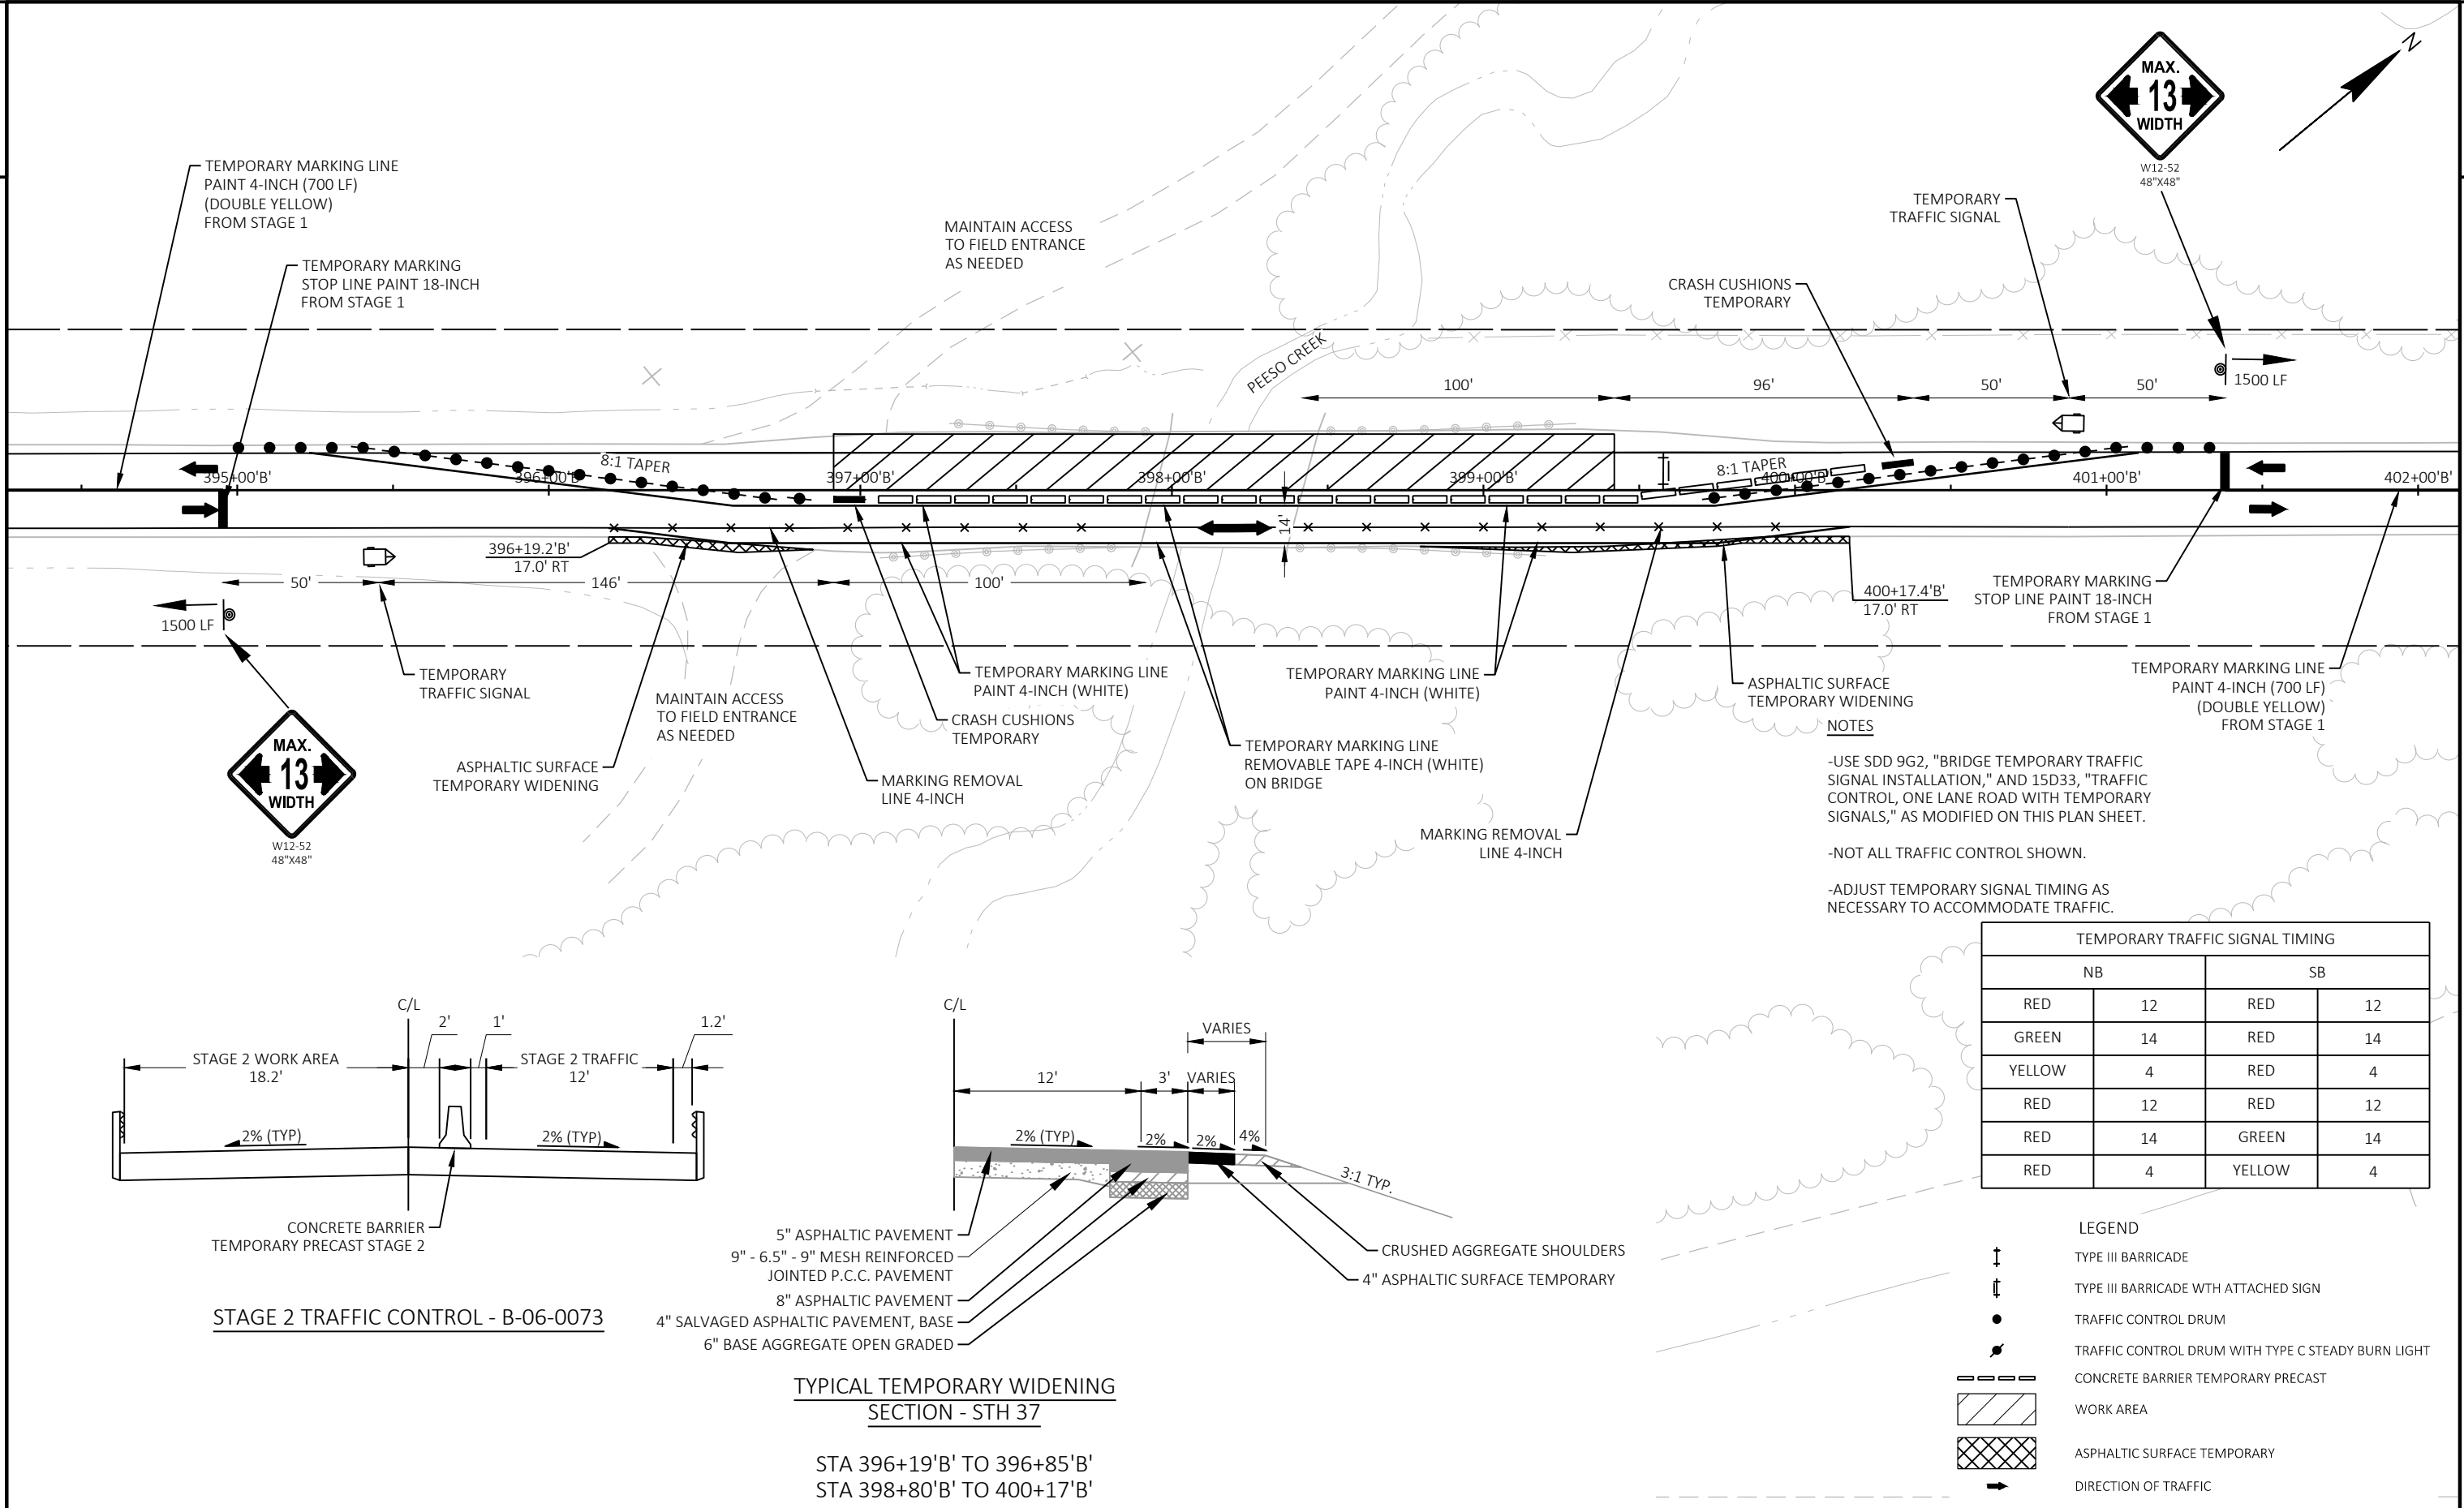 N
MAX.
13
WIDTH
W12-52
48"X48"
TEMPORARY MARKING LINE
PAINT 4-INCH (700 LF)
(DOUBLE YELLOW)
FROM STAGE 1
TEMPORARY MARKING
STOP LINE PAINT 18-INCH
FROM STAGE 1
MAINTAIN ACCESS
TO FIELD ENTRANCE
AS NEEDED
TEMPORARY
TRAFFIC SIGNAL
CRASH CUSHIONS
TEMPORARY
PEESO CREEK
100'
96'
50'
50'
1500 LF
8:1 TAPER
8:1 TAPER
395+00'B'
396+00'B'
397+00'B'
398+00'B'
399+00'B'
400+00'B'
401+00'B'
402+00'B'
14'
396+19.2'B'
17.0' RT
50'
146'
100'
400+17.4'B'
17.0' RT
1500 LF
TEMPORARY MARKING
STOP LINE PAINT 18-INCH
FROM STAGE 1
TEMPORARY
TRAFFIC SIGNAL
MAINTAIN ACCESS
TO FIELD ENTRANCE
AS NEEDED
TEMPORARY MARKING LINE
PAINT 4-INCH (WHITE)
CRASH CUSHIONS
TEMPORARY
TEMPORARY MARKING LINE
PAINT 4-INCH (WHITE)
TEMPORARY MARKING LINE
REMOVABLE TAPE 4-INCH (WHITE)
ON BRIDGE
ASPHALTIC SURFACE
TEMPORARY WIDENING
TEMPORARY MARKING LINE
PAINT 4-INCH (700 LF)
(DOUBLE YELLOW)
FROM STAGE 1
MAX.
13
WIDTH
W12-52
48"X48"
ASPHALTIC SURFACE
TEMPORARY WIDENING
MARKING REMOVAL
LINE 4-INCH
MARKING REMOVAL
LINE 4-INCH
NOTES
-USE SDD 9G2, "BRIDGE TEMPORARY TRAFFIC
SIGNAL INSTALLATION," AND 15D33, "TRAFFIC
CONTROL, ONE LANE ROAD WITH TEMPORARY
SIGNALS," AS MODIFIED ON THIS PLAN SHEET.
-NOT ALL TRAFFIC CONTROL SHOWN.
-ADJUST TEMPORARY SIGNAL TIMING AS
NECESSARY TO ACCOMMODATE TRAFFIC.
TEMPORARY TRAFFIC SIGNAL TIMING
NB SB
RED 12 RED 12
GREEN 14 RED 14
YELLOW 4 RED 4
RED 12 RED 12
RED 14 GREEN 14
RED 4 YELLOW 4
C/L
2'
1'
1.2'
STAGE 2 WORK AREA
18.2'
STAGE 2 TRAFFIC
12'
2% (TYP)
2% (TYP)
CONCRETE BARRIER
TEMPORARY PRECAST STAGE 2
STAGE 2 TRAFFIC CONTROL - B-06-0073
C/L
VARIES
12'
3'
VARIES
2% (TYP)
2%
2%
4%
3:1 TYP.
5" ASPHALTIC PAVEMENT
9" - 6.5" - 9" MESH REINFORCED
JOINTED P.C.C. PAVEMENT
8" ASPHALTIC PAVEMENT
4" SALVAGED ASPHALTIC PAVEMENT, BASE
6" BASE AGGREGATE OPEN GRADED
CRUSHED AGGREGATE SHOULDERS
4" ASPHALTIC SURFACE TEMPORARY
TYPICAL TEMPORARY WIDENING
SECTION - STH 37
STA 396+19'B' TO 396+85'B'
STA 398+80'B' TO 400+17'B'
LEGEND
TYPE III BARRICADE
TYPE III BARRICADE WTH ATTACHED SIGN
TRAFFIC CONTROL DRUM
TRAFFIC CONTROL DRUM WITH TYPE C STEADY BURN LIGHT
CONCRETE BARRIER TEMPORARY PRECAST
WORK AREA
ASPHALTIC SURFACE TEMPORARY
DIRECTION OF TRAFFIC